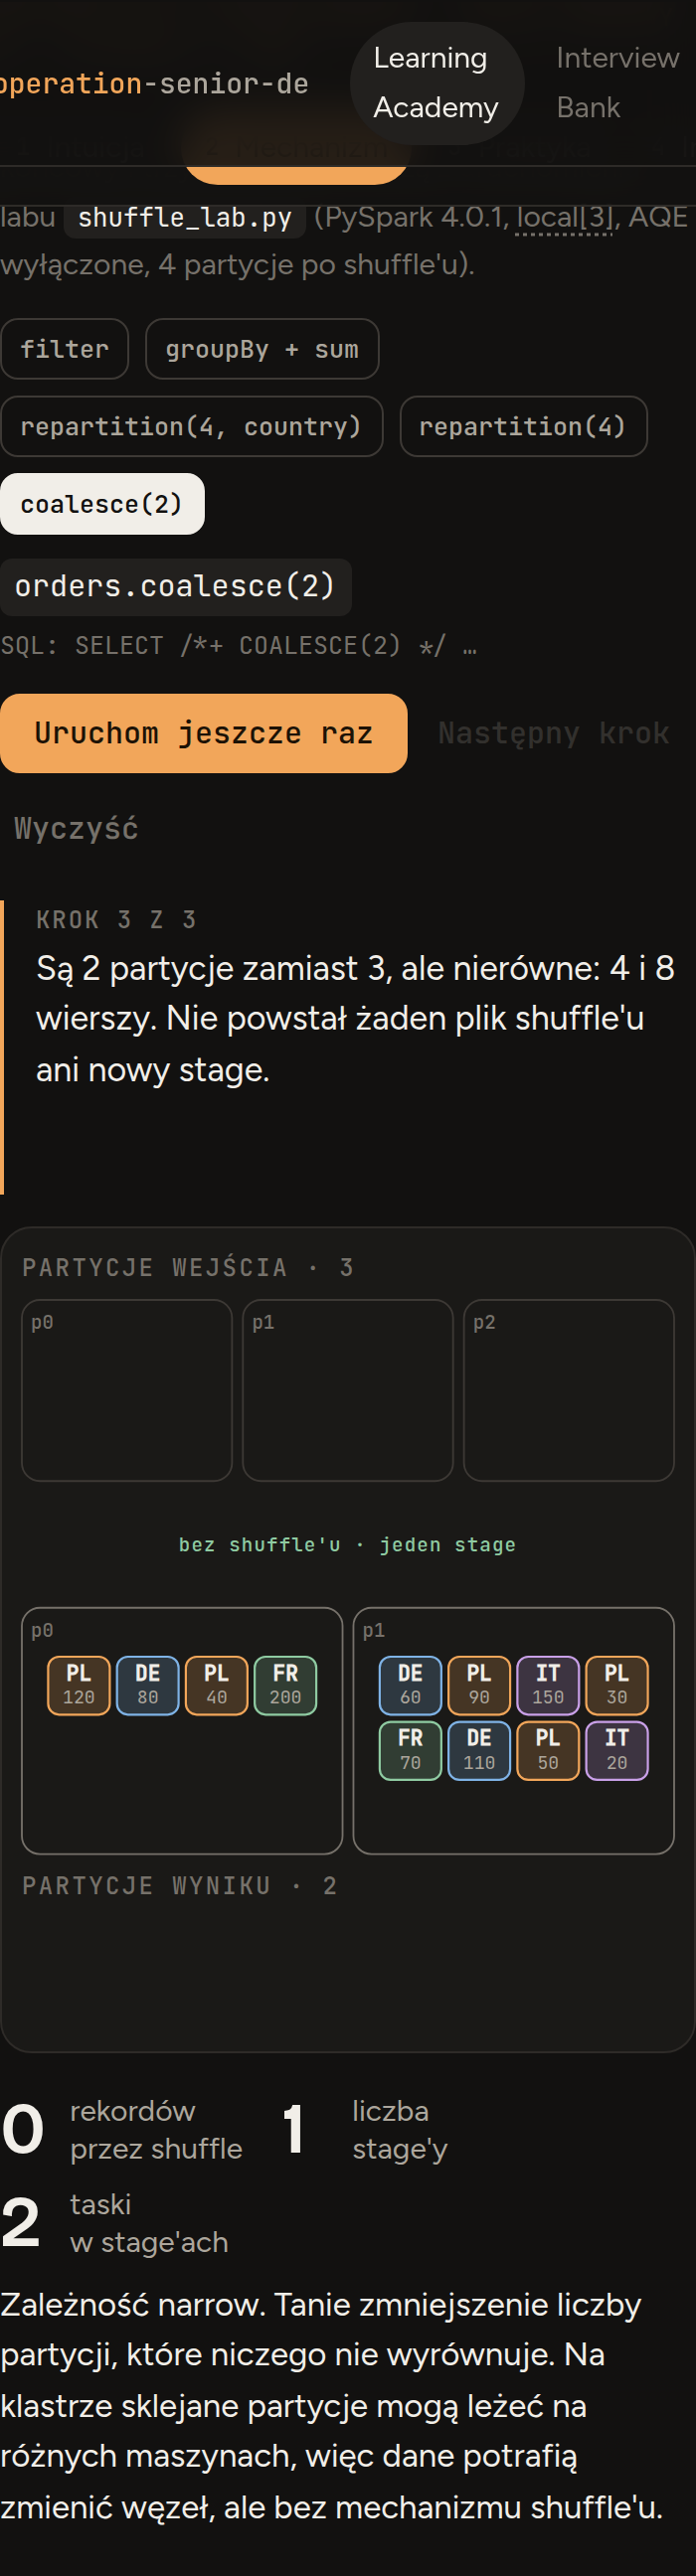 operation-senior-de
Learning
Academy
Interview
Bank
labu shuffle_lab.py (PySpark 4.0.1, local[3], AQE
wyłączone, 4 partycje po shuffle'u).
filter
groupBy + sum
repartition(4, country)
repartition(4)
coalesce(2)
orders.coalesce(2)
SQL: SELECT /*+ COALESCE(2) */ …
Uruchom jeszcze raz
Następny krok
Wyczyść
KROK 3 Z 3
Są 2 partycje zamiast 3, ale nierówne: 4 i 8
wierszy. Nie powstał żaden plik shuffle'u
ani nowy stage.
PARTYCJE WEJŚCIA · 3
p0
p1
p2
bez shuffle'u · jeden stage
p0
PL DE PL FR
120 80 40 200
p1
DE PL IT PL
60 90 150 30
FR DE PL IT
70 110 50 20
PARTYCJE WYNIKU · 2
0 rekordów
przez shuffle
1 liczba
stage'y
2 taski
w stage'ach
Zależność narrow. Tanie zmniejszenie liczby
partycji, które niczego nie wyrównuje. Na
klastrze sklejane partycje mogą leżeć na
różnych maszynach, więc dane potrafią
zmienić węzeł, ale bez mechanizmu shuffle'u.